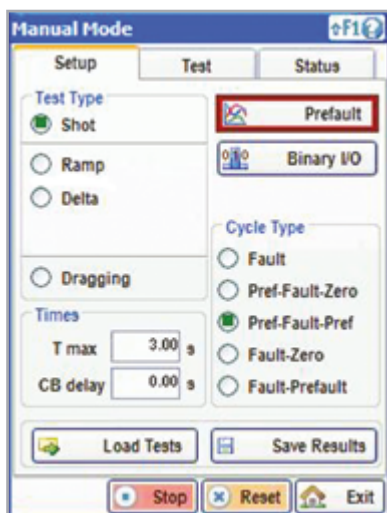 Manual Mode
F1
Setup
Test
Status
Test Type
Shot
Ramp
Delta
Dragging
Prefault
Binary I/O
Cycle Type
Fault
Pref-Fault-Zero
Pref-Fault-Pref
Fault-Zero
Fault-Prefault
Times
T max 3.00 s
CB delay 0.00 s
Load Tests
Save Results
Stop
Reset
Exit